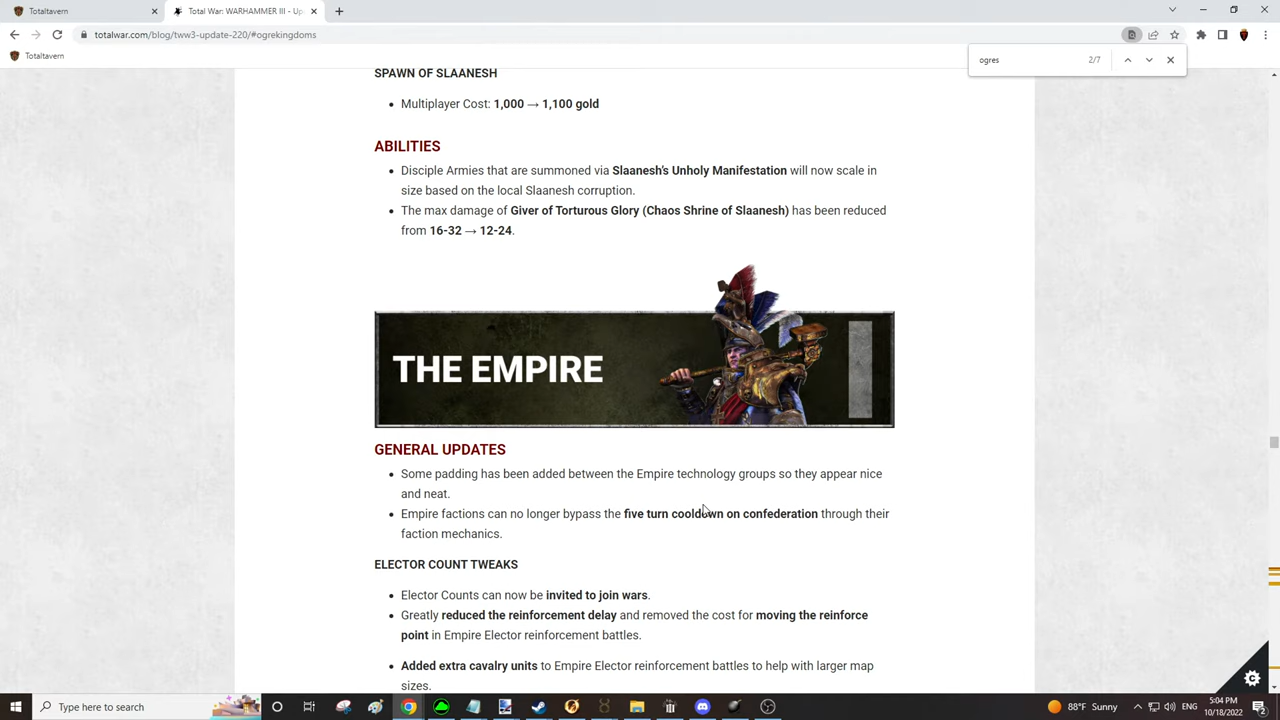 Totaltavern
Total War: WARHAMMER III - Up
totalwar.com/blog/tww3-update-220/#ogrekingdoms
Totaltavern
ogres 2/7
SPAWN OF SLAANESH
• Multiplayer Cost: 1,000 → 1,100 gold
ABILITIES
• Disciple Armies that are summoned via Slaanesh's Unholy Manifestation will now scale in
size based on the local Slaanesh corruption.
• The max damage of Giver of Torturous Glory (Chaos Shrine of Slaanesh) has been reduced
from 16-32 → 12-24.
THE EMPIRE
GENERAL UPDATES
• Some padding has been added between the Empire technology groups so they appear nice
and neat.
• Empire factions can no longer bypass the five turn cooldown on confederation through their
faction mechanics.
ELECTOR COUNT TWEAKS
• Elector Counts can now be invited to join wars.
• Greatly reduced the reinforcement delay and removed the cost for moving the reinforce
point in Empire Elector reinforcement battles.
• Added extra cavalry units to Empire Elector reinforcement battles to help with larger map
sizes.
Type here to search
88°F Sunny
ENG
5:04 PM
10/18/2022
2